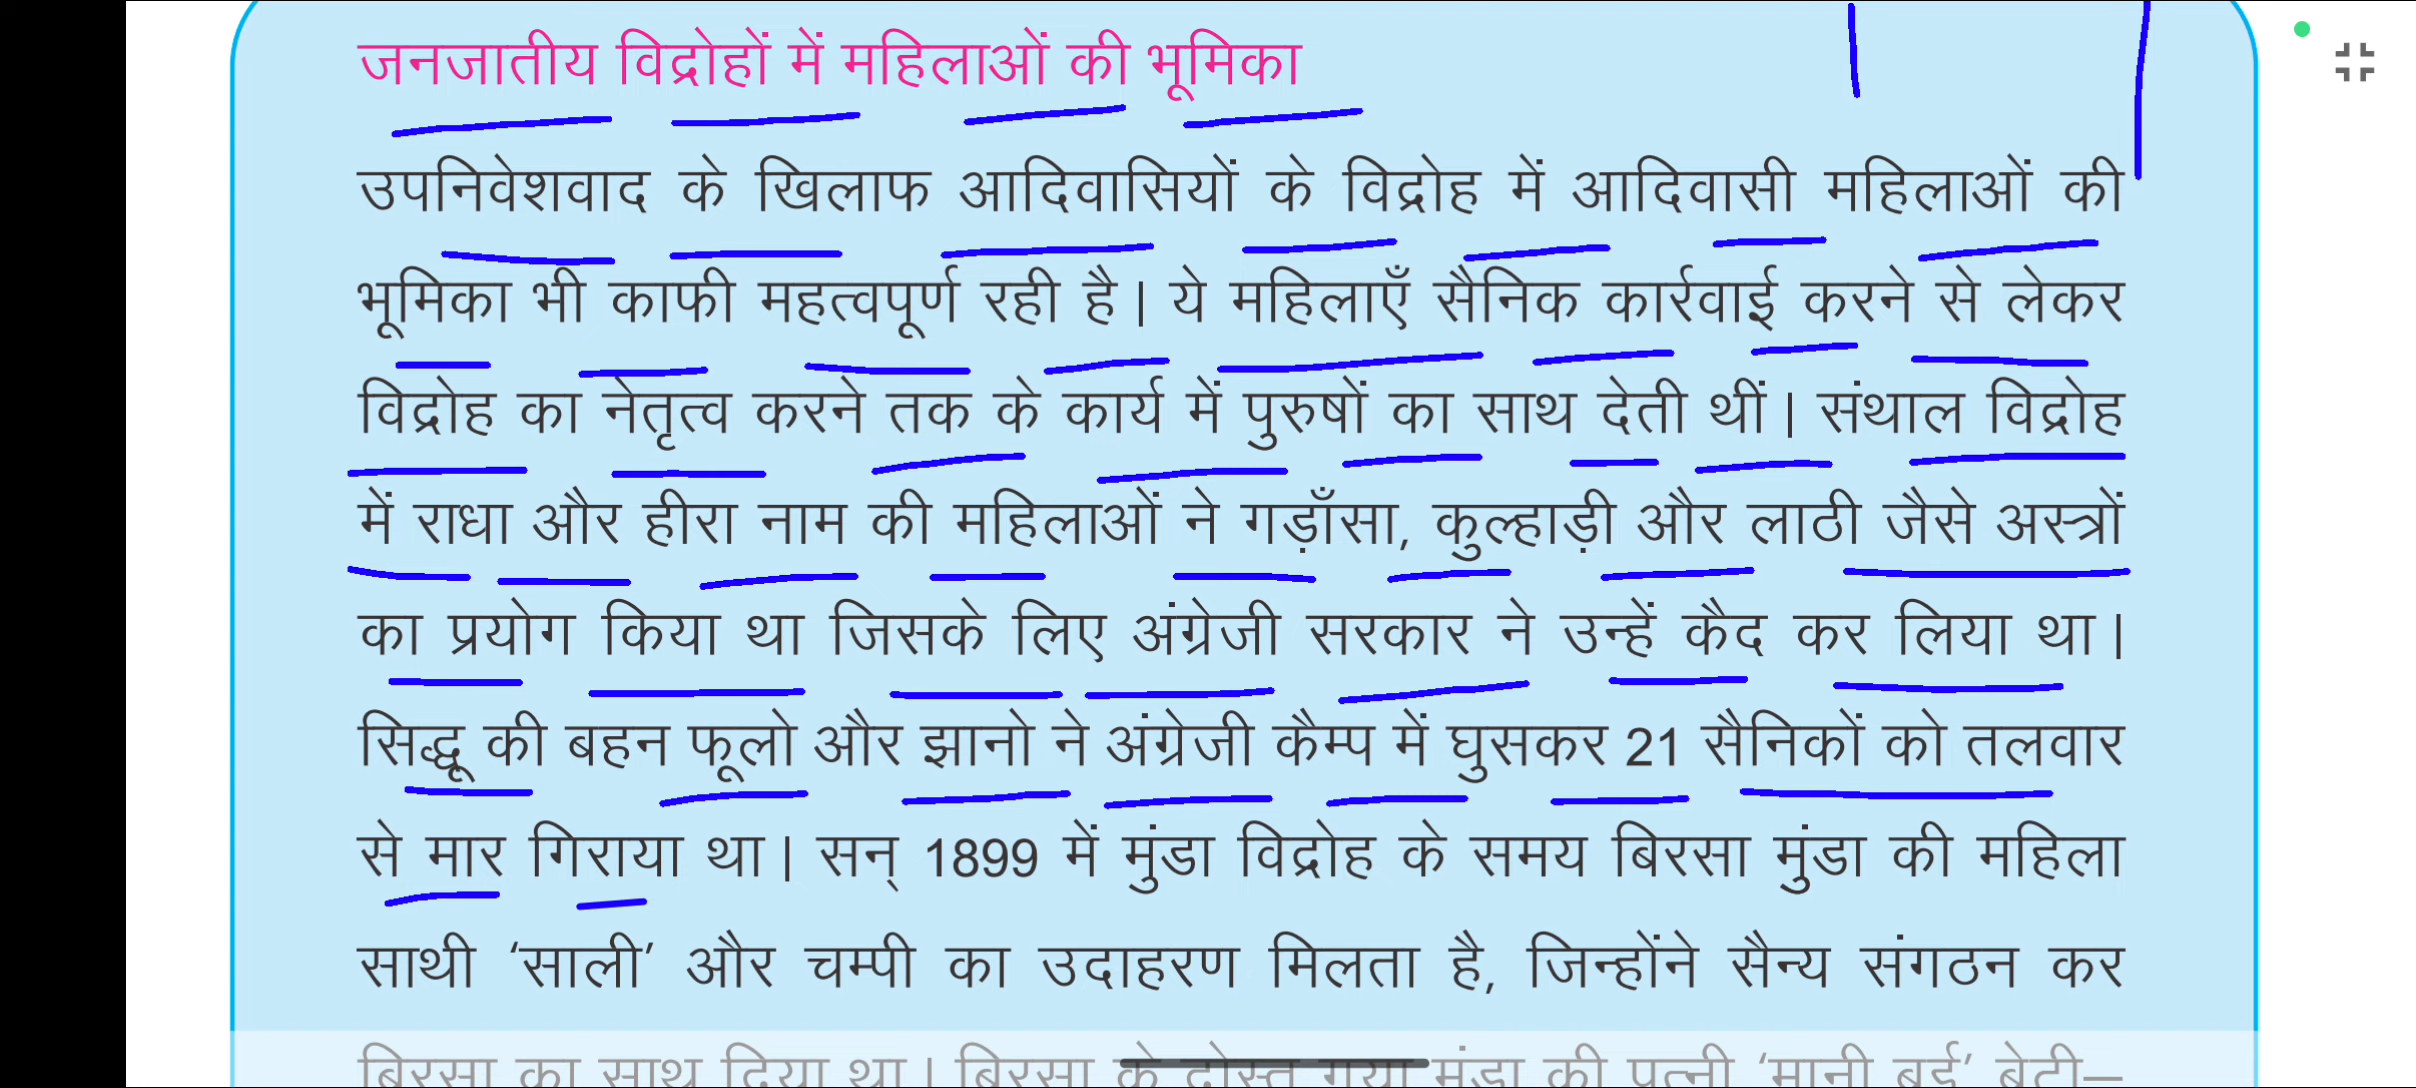 जनजातीय विद्रोहों में महिलाओं की भूमिका
उपनिवेशवाद के खिलाफ आदिवासियों के विद्रोह में आदिवासी महिलाओं की
भूमिका भी काफी महत्वपूर्ण रही है। ये महिलाएँ सैनिक कार्रवाई करने से लेकर
विद्रोह का नेतृत्व करने तक के कार्य में पुरुषों का साथ देती थीं। संथाल विद्रोह
में राधा और हीरा नाम की महिलाओं ने गड़ाँसा, कुल्हाड़ी और लाठी जैसे अस्त्रों
का प्रयोग किया था जिसके लिए अंग्रेजी सरकार ने उन्हें कैद कर लिया था।
सिद्धू की बहन फूलो और झानो ने अंग्रेजी कैम्प में घुसकर 21 सैनिकों को तलवार
से मार गिराया था। सन् 1899 में मुंडा विद्रोह के समय बिरसा मुंडा की महिला
साथी ‘साली’ और चम्पी का उदाहरण मिलता है, जिन्होंने सैन्य संगठन कर
बिरसा का साथ दिया था। बिरसा के दोस्त गया मुंडा की पत्नी ‘मानी बुई’ बेटी–